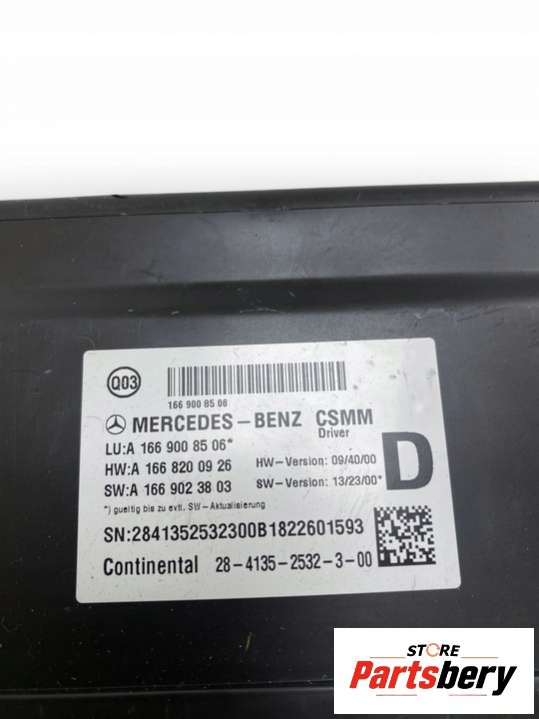 Q03
166 900 85 06
MERCEDES-BENZ CSMM
Driver
LU:A 166 900 85 06*
HW:A 166 820 09 26 HW-Version: 09/40/00
SW:A 166 902 38 03 SW-Version: 13/23/00*
D
*) gueltig bis zu evtl. SW-Aktualisierung
SN:2841352532300B1822601593
Continental 28-4135-2532-3-00
STORE
Partsbery